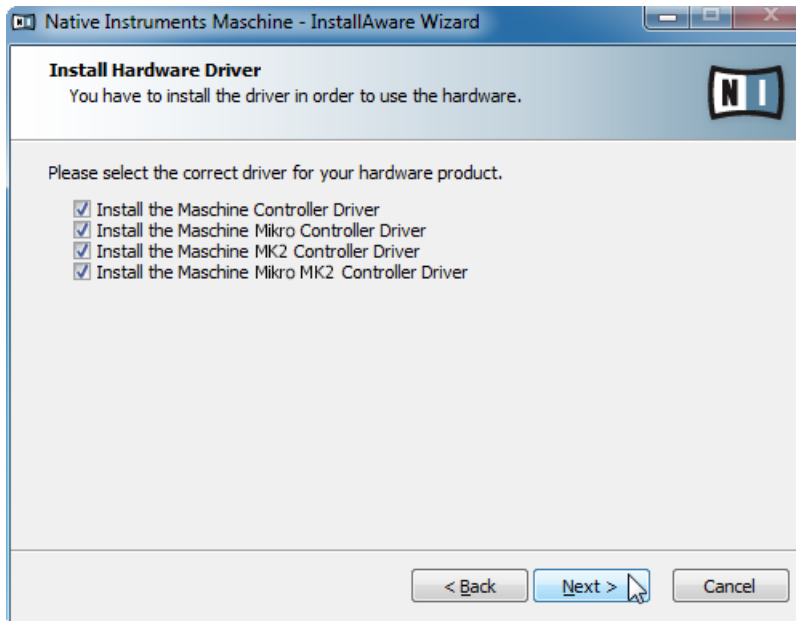 Native Instruments Maschine - InstallAware Wizard
Install Hardware Driver
You have to install the driver in order to use the hardware.
N I
Please select the correct driver for your hardware product.
Install the Maschine Controller Driver
Install the Maschine Mikro Controller Driver
Install the Maschine MK2 Controller Driver
Install the Maschine Mikro MK2 Controller Driver
< Back Next > Cancel